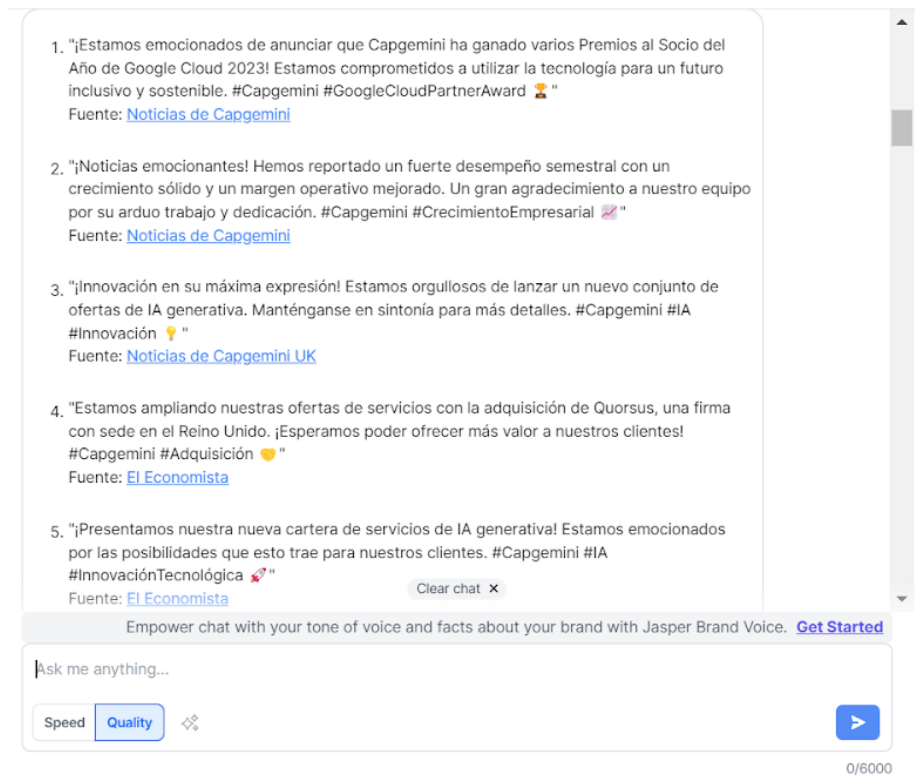 1. "¡Estamos emocionados de anunciar que Capgemini ha ganado varios Premios al Socio del
Año de Google Cloud 2023! Estamos comprometidos a utilizar la tecnología para un futuro
inclusivo y sostenible. #Capgemini #GoogleCloudPartnerAward 🏆 "
Fuente: Noticias de Capgemini
2. "¡Noticias emocionantes! Hemos reportado un fuerte desempeño semestral con un
crecimiento sólido y un margen operativo mejorado. Un gran agradecimiento a nuestro equipo
por su arduo trabajo y dedicación. #Capgemini #CrecimientoEmpresarial 📈 "
Fuente: Noticias de Capgemini
3. "¡Innovación en su máxima expresión! Estamos orgullosos de lanzar un nuevo conjunto de
ofertas de IA generativa. Manténganse en sintonía para más detalles. #Capgemini #IA
#Innovación 💡 "
Fuente: Noticias de Capgemini UK
4. "Estamos ampliando nuestras ofertas de servicios con la adquisición de Quorsus, una firma
con sede en el Reino Unido. ¡Esperamos poder ofrecer más valor a nuestros clientes!
#Capgemini #Adquisición 🤝 "
Fuente: El Economista
5. "¡Presentamos nuestra nueva cartera de servicios de IA generativa! Estamos emocionados
por las posibilidades que esto trae para nuestros clientes. #Capgemini #IA
#InnovaciónTecnológica 🚀 "
Clear chat ×
Fuente: El Economista
Empower chat with your tone of voice and facts about your brand with Jasper Brand Voice. Get Started
Ask me anything...
Speed Quality
0/6000